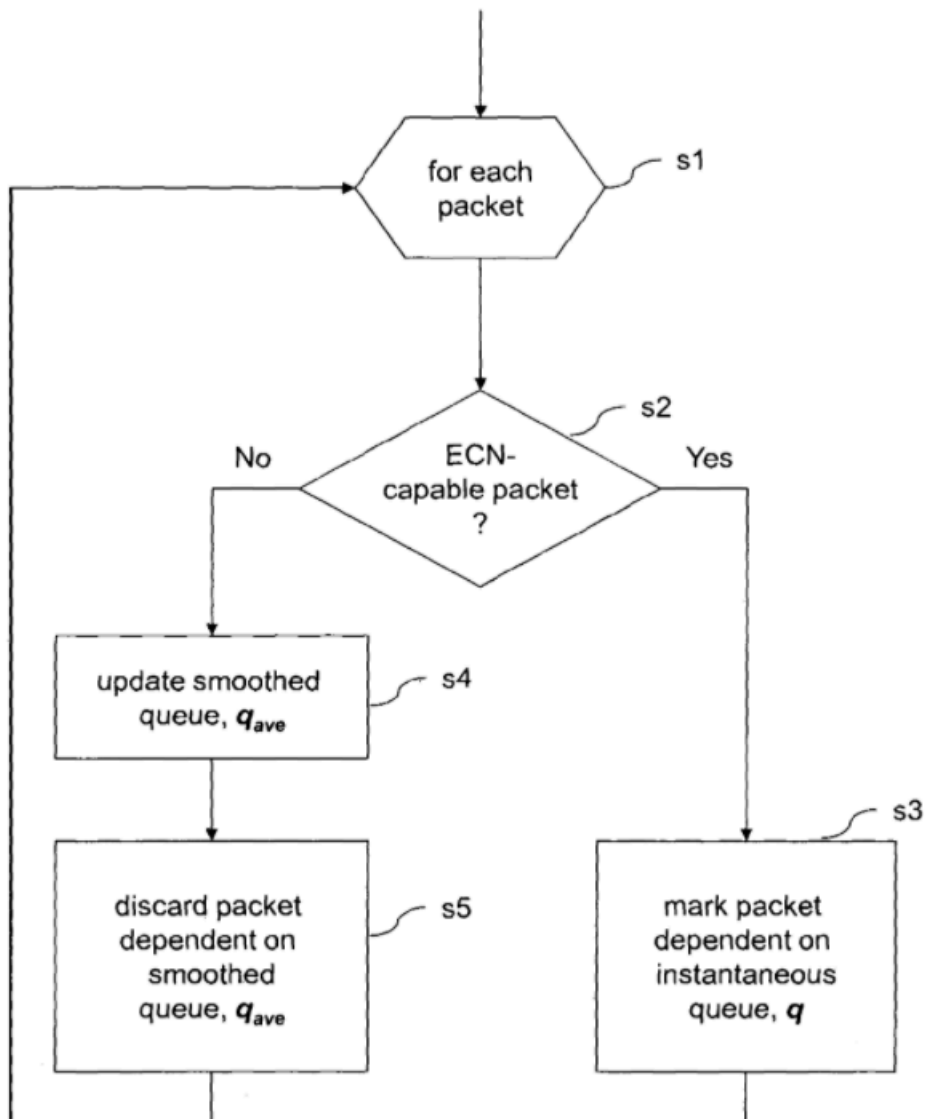 for each
packet
s1
s2
No
ECN-
capable packet
?
Yes
update smoothed
queue, q_ave
s4
s3
discard packet
dependent on
smoothed
queue, q_ave
s5
mark packet
dependent on
instantaneous
queue, q